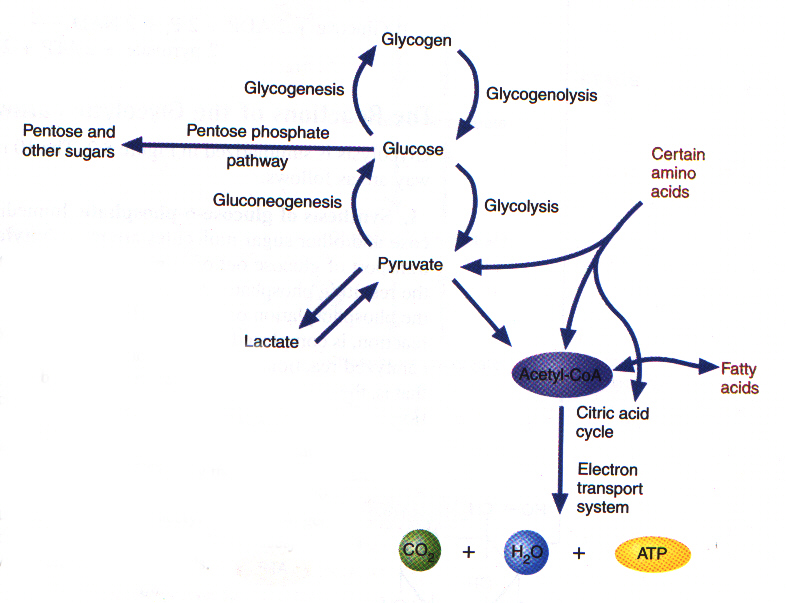 Glycogen
Glycogenesis
Glycogenolysis
Pentose and
other sugars
Pentose phosphate
pathway
Glucose
Certain
amino
acids
Gluconeogenesis
Glycolysis
Pyruvate
Lactate
Acetyl-CoA
Fatty
acids
Citric acid
cycle
Electron
transport
system
CO2 + H2O + ATP